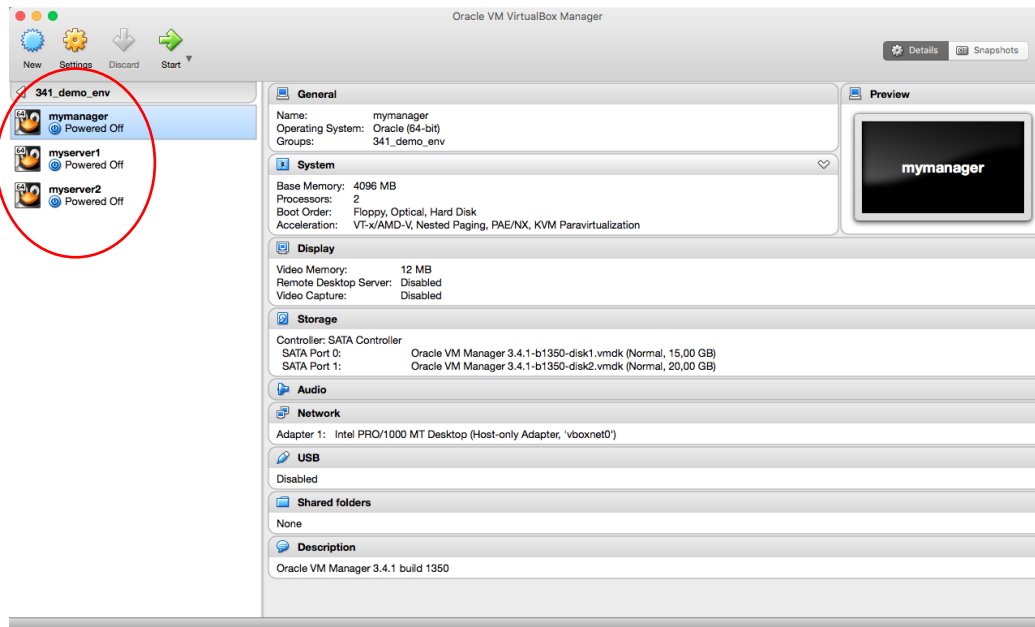 Oracle VM VirtualBox Manager
New Settings Discard Start
Details Snapshots
341_demo_env
64 mymanager
Powered Off
64 myserver1
Powered Off
64 myserver2
Powered Off
General
Name: mymanager
Operating System: Oracle (64-bit)
Groups: 341_demo_env
System
Base Memory: 4096 MB
Processors: 2
Boot Order: Floppy, Optical, Hard Disk
Acceleration: VT-x/AMD-V, Nested Paging, PAE/NX, KVM Paravirtualization
Preview
mymanager
Display
Video Memory: 12 MB
Remote Desktop Server: Disabled
Video Capture: Disabled
Storage
Controller: SATA Controller
SATA Port 0: Oracle VM Manager 3.4.1-b1350-disk1.vmdk (Normal, 15,00 GB)
SATA Port 1: Oracle VM Manager 3.4.1-b1350-disk2.vmdk (Normal, 20,00 GB)
Audio
Network
Adapter 1: Intel PRO/1000 MT Desktop (Host-only Adapter, 'vboxnet0')
USB
Disabled
Shared folders
None
Description
Oracle VM Manager 3.4.1 build 1350